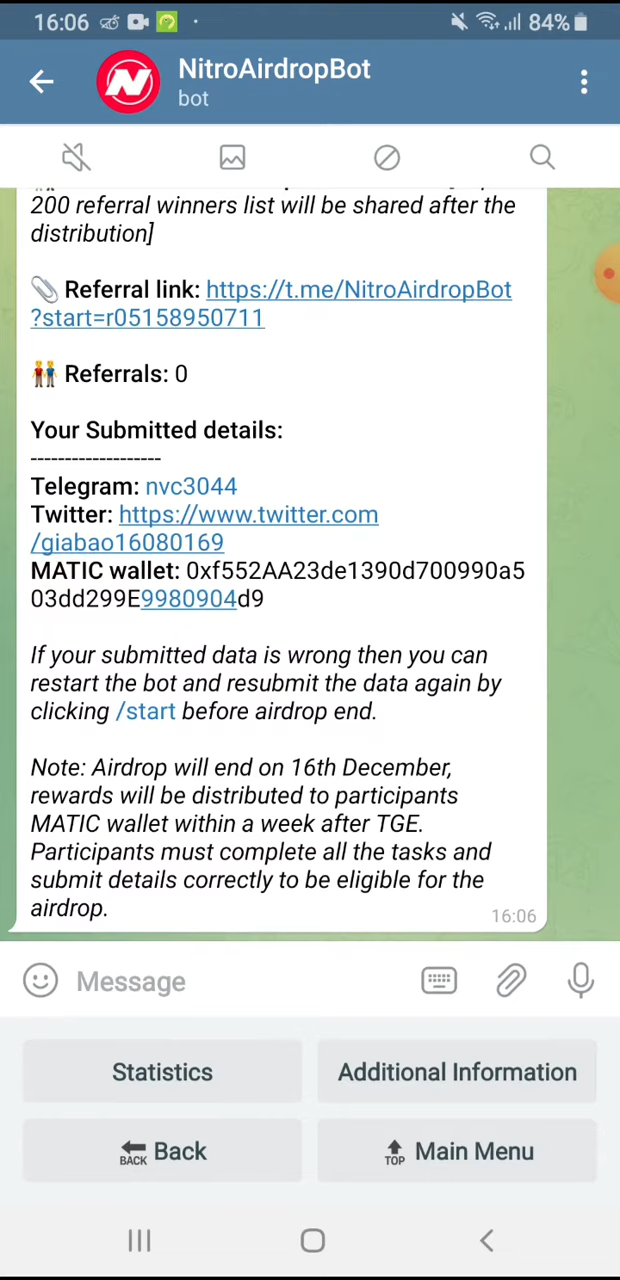 16:06
84%
NitroAirdropBot
bot
200 referral winners list will be shared after the
distribution]
Referral link: https://t.me/NitroAirdropBot
?start=r05158950711
Referrals: 0
Your Submitted details:
-------------------
Telegram: nvc3044
Twitter: https://www.twitter.com
/giabao16080169
MATIC wallet: 0xf552AA23de1390d700990a5
03dd299E9980904d9
If your submitted data is wrong then you can
restart the bot and resubmit the data again by
clicking /start before airdrop end.
Note: Airdrop will end on 16th December,
rewards will be distributed to participants
MATIC wallet within a week after TGE.
Participants must complete all the tasks and
submit details correctly to be eligible for the
airdrop.
16:06
Message
Statistics
Additional Information
BACK Back
TOP Main Menu